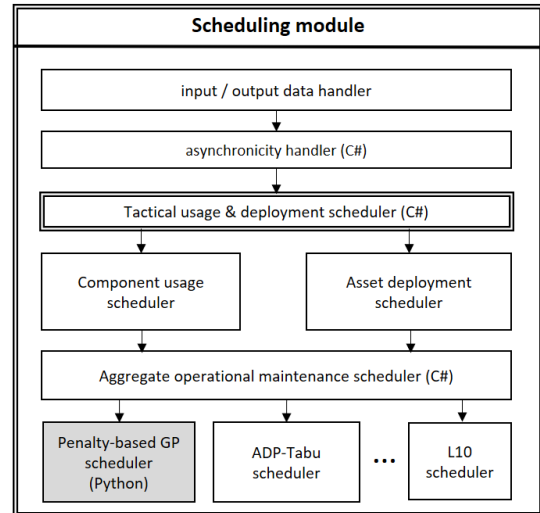 Scheduling module
input / output data handler
asynchronicity handler (C#)
Tactical usage & deployment scheduler (C#)
Component usage
scheduler
Asset deployment
scheduler
Aggregate operational maintenance scheduler (C#)
Penalty-based GP
scheduler
(Python)
ADP-Tabu
scheduler
...
L10
scheduler